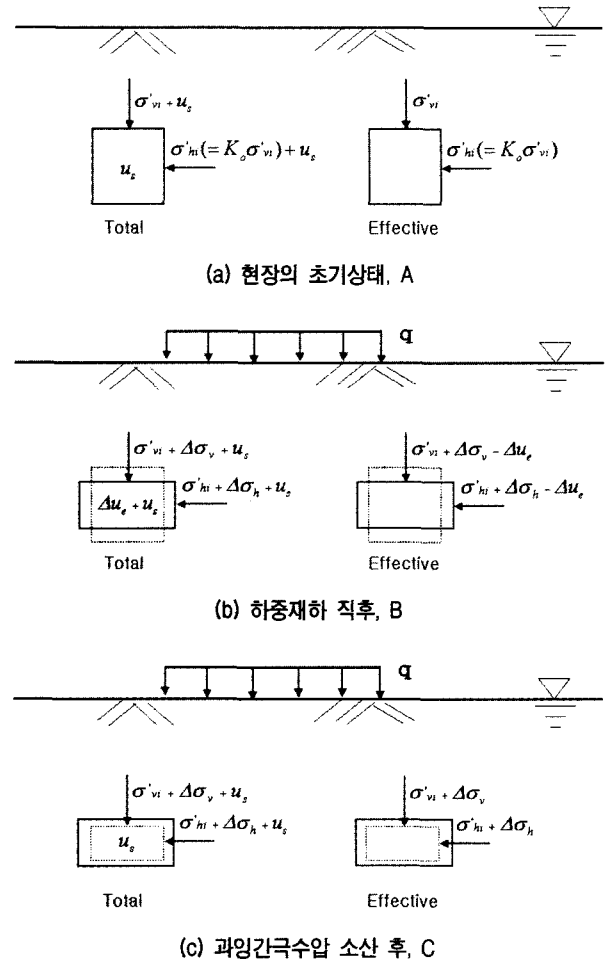 σ'vi + us
σ'vi
us
σ'hi(= Koσ'vi) + us
σ'hi(= Koσ'vi)
Total
Effective
(a) 현장의 초기상태, A
q
σ'vi + Δσv + us
σ'vi + Δσv − Δue
Δue + us
σ'hi + Δσh + us
σ'hi + Δσh − Δue
Total
Effective
(b) 하중재하 직후, B
q
σ'vi + Δσv + us
σ'vi + Δσv
us
σ'hi + Δσh + us
σ'hi + Δσh
Total
Effective
(c) 과잉간극수압 소산 후, C